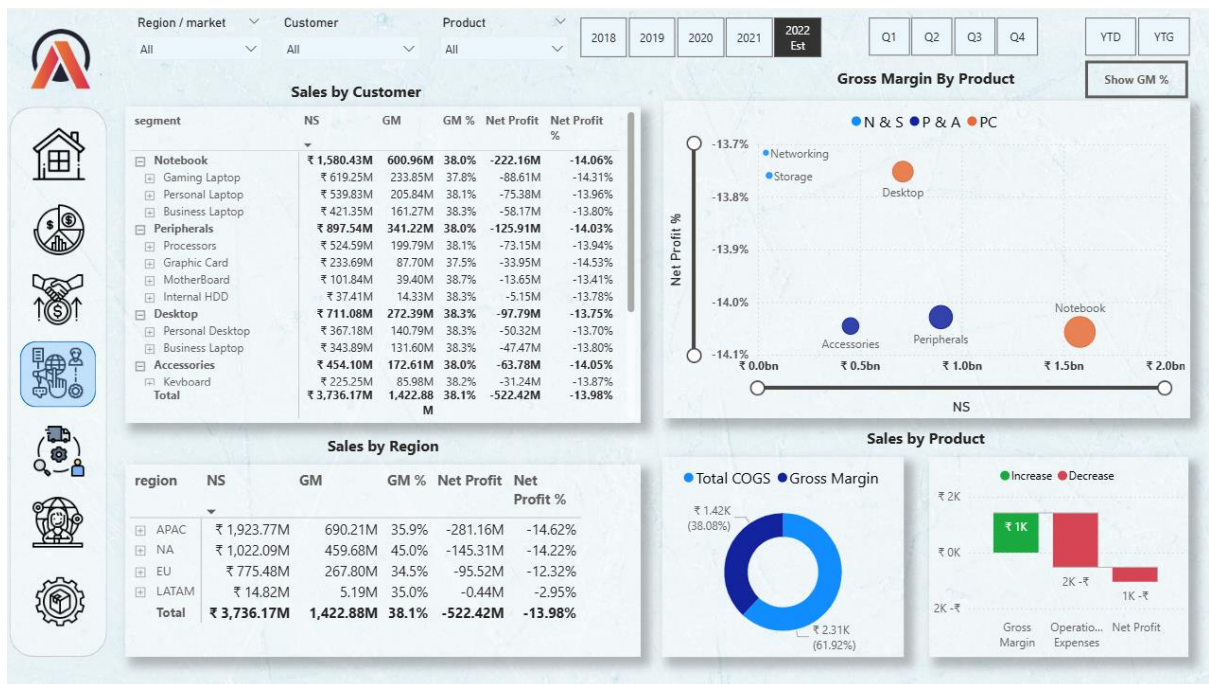 Region / market
Customer
Product
All
All
All
2018
2019
2020
2021
2022
Est
Q1
Q2
Q3
Q4
YTD
YTG
Show GM %
Sales by Customer
segment NS GM GM % Net Profit Net Profit
%
Notebook ₹ 1,580.43M 600.96M 38.0% -222.16M -14.06%
Gaming Laptop ₹ 619.25M 233.85M 37.8% -88.61M -14.31%
Personal Laptop ₹ 539.83M 205.84M 38.1% -75.38M -13.96%
Business Laptop ₹ 421.35M 161.27M 38.3% -58.17M -13.80%
Peripherals ₹ 897.54M 341.22M 38.0% -125.91M -14.03%
Processors ₹ 524.59M 199.79M 38.1% -73.15M -13.94%
Graphic Card ₹ 233.69M 87.70M 37.5% -33.95M -14.53%
MotherBoard ₹ 101.84M 39.40M 38.7% -13.65M -13.41%
Internal HDD ₹ 37.41M 14.33M 38.3% -5.15M -13.78%
Desktop ₹ 711.08M 272.39M 38.3% -97.79M -13.75%
Personal Desktop ₹ 367.18M 140.79M 38.3% -50.32M -13.70%
Business Laptop ₹ 343.89M 131.60M 38.3% -47.47M -13.80%
Accessories ₹ 454.10M 172.61M 38.0% -63.78M -14.05%
Keyboard ₹ 225.25M 85.98M 38.2% -31.24M -13.87%
Total ₹ 3,736.17M 1,422.88 38.1% -522.42M -13.98%
M
Gross Margin By Product
N & S P & A PC
Net Profit %
-13.7%
-13.8%
-13.9%
-14.0%
-14.1%
Networking
Storage
Desktop
Notebook
Accessories
Peripherals
₹ 0.0bn ₹ 0.5bn ₹ 1.0bn ₹ 1.5bn ₹ 2.0bn
NS
Sales by Region
region NS GM GM % Net Profit Net
Profit %
APAC ₹ 1,923.77M 690.21M 35.9% -281.16M -14.62%
NA ₹ 1,022.09M 459.68M 45.0% -145.31M -14.22%
EU ₹ 775.48M 267.80M 34.5% -95.52M -12.32%
LATAM ₹ 14.82M 5.19M 35.0% -0.44M -2.95%
Total ₹ 3,736.17M 1,422.88M 38.1% -522.42M -13.98%
Sales by Product
Total COGS Gross Margin
₹ 1.42K
(38.08%)
₹ 2.31K
(61.92%)
Increase Decrease
₹ 2K
₹ 0K
2K -₹
₹ 1K
2K -₹
1K -₹
Gross
Margin
Operatio...
Expenses
Net Profit